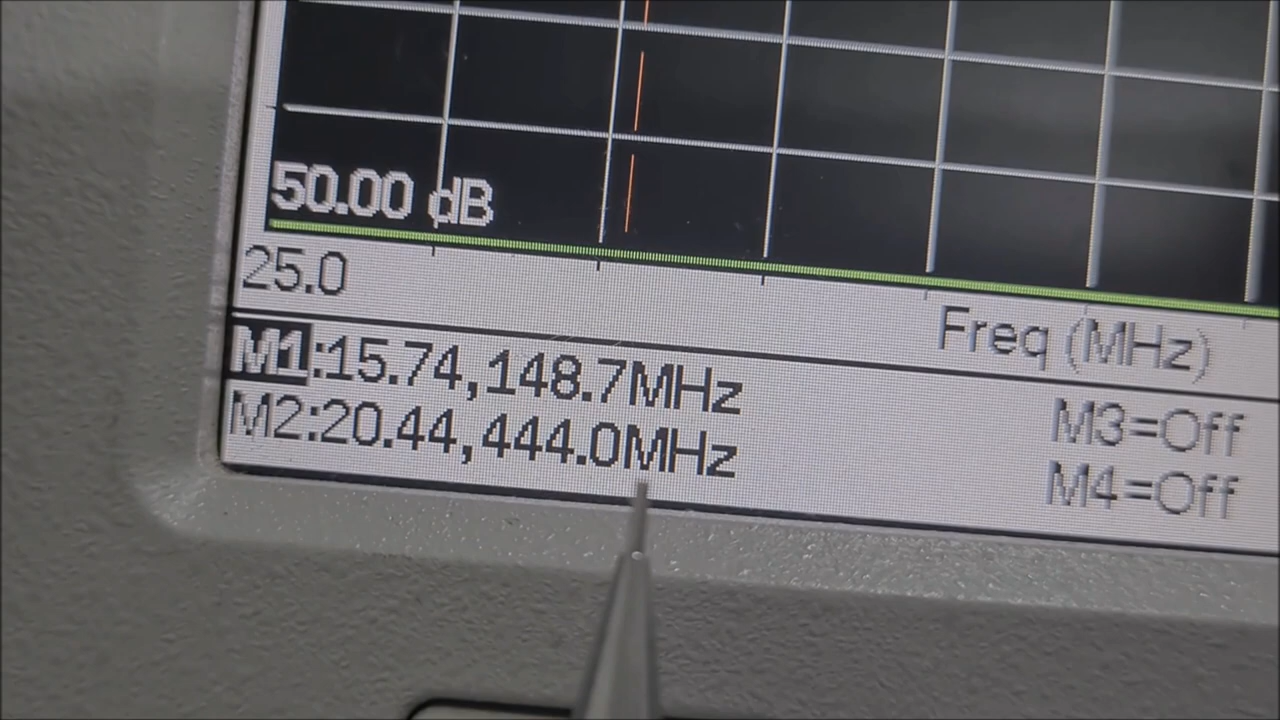 50.00 dB
25.0
Freq (MHz)
M1:15.74,148.7MHz
M2:20.44,444.0MHz
M3=Off
M4=Off